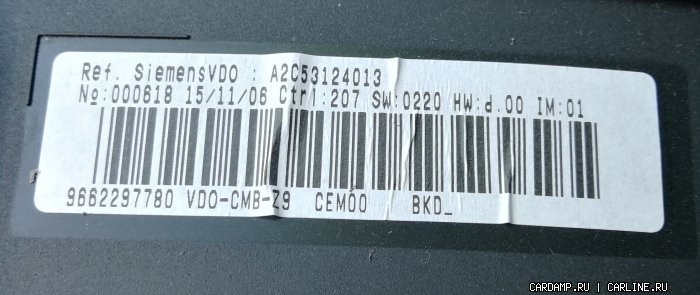 Ref. SiemensVDO : A2C53124013
No:000618 15/11/06 Ctrl:207 SW:0220 HW:d.00 IM:01
9662297780 VDO-CMB-Z9 CEM00 BKD_
CARDAMP.RU | CARLINE.RU